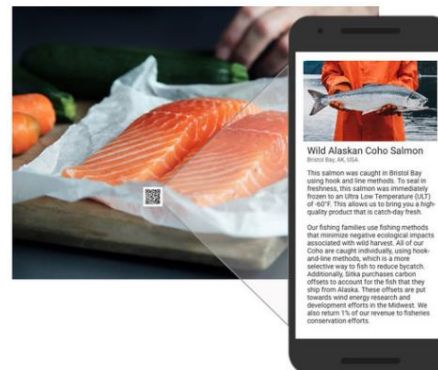 Wild Alaskan Coho Salmon
Bristol Bay, AK, USA
This salmon was caught in Bristol Bay
using hook and line methods. To seal in
freshness, this salmon was immediately
frozen to an Ultra Low Temperature (ULT)
of -60°F. This allows us to bring you a high-
quality product that is catch-day fresh.
Our fishing families use fishing methods
that minimize negative ecological impacts
associated with wild harvest. All of our
Coho are caught individually, using hook-
and-line methods, which is a more
selective way to fish to reduce bycatch.
Additionally, Sitka purchases carbon
offsets to account for the fish that they
ship from Alaska. These offsets are put
towards wind energy research and
development efforts in the Midwest. We
also return 1% of our revenue to fisheries
conservation efforts.